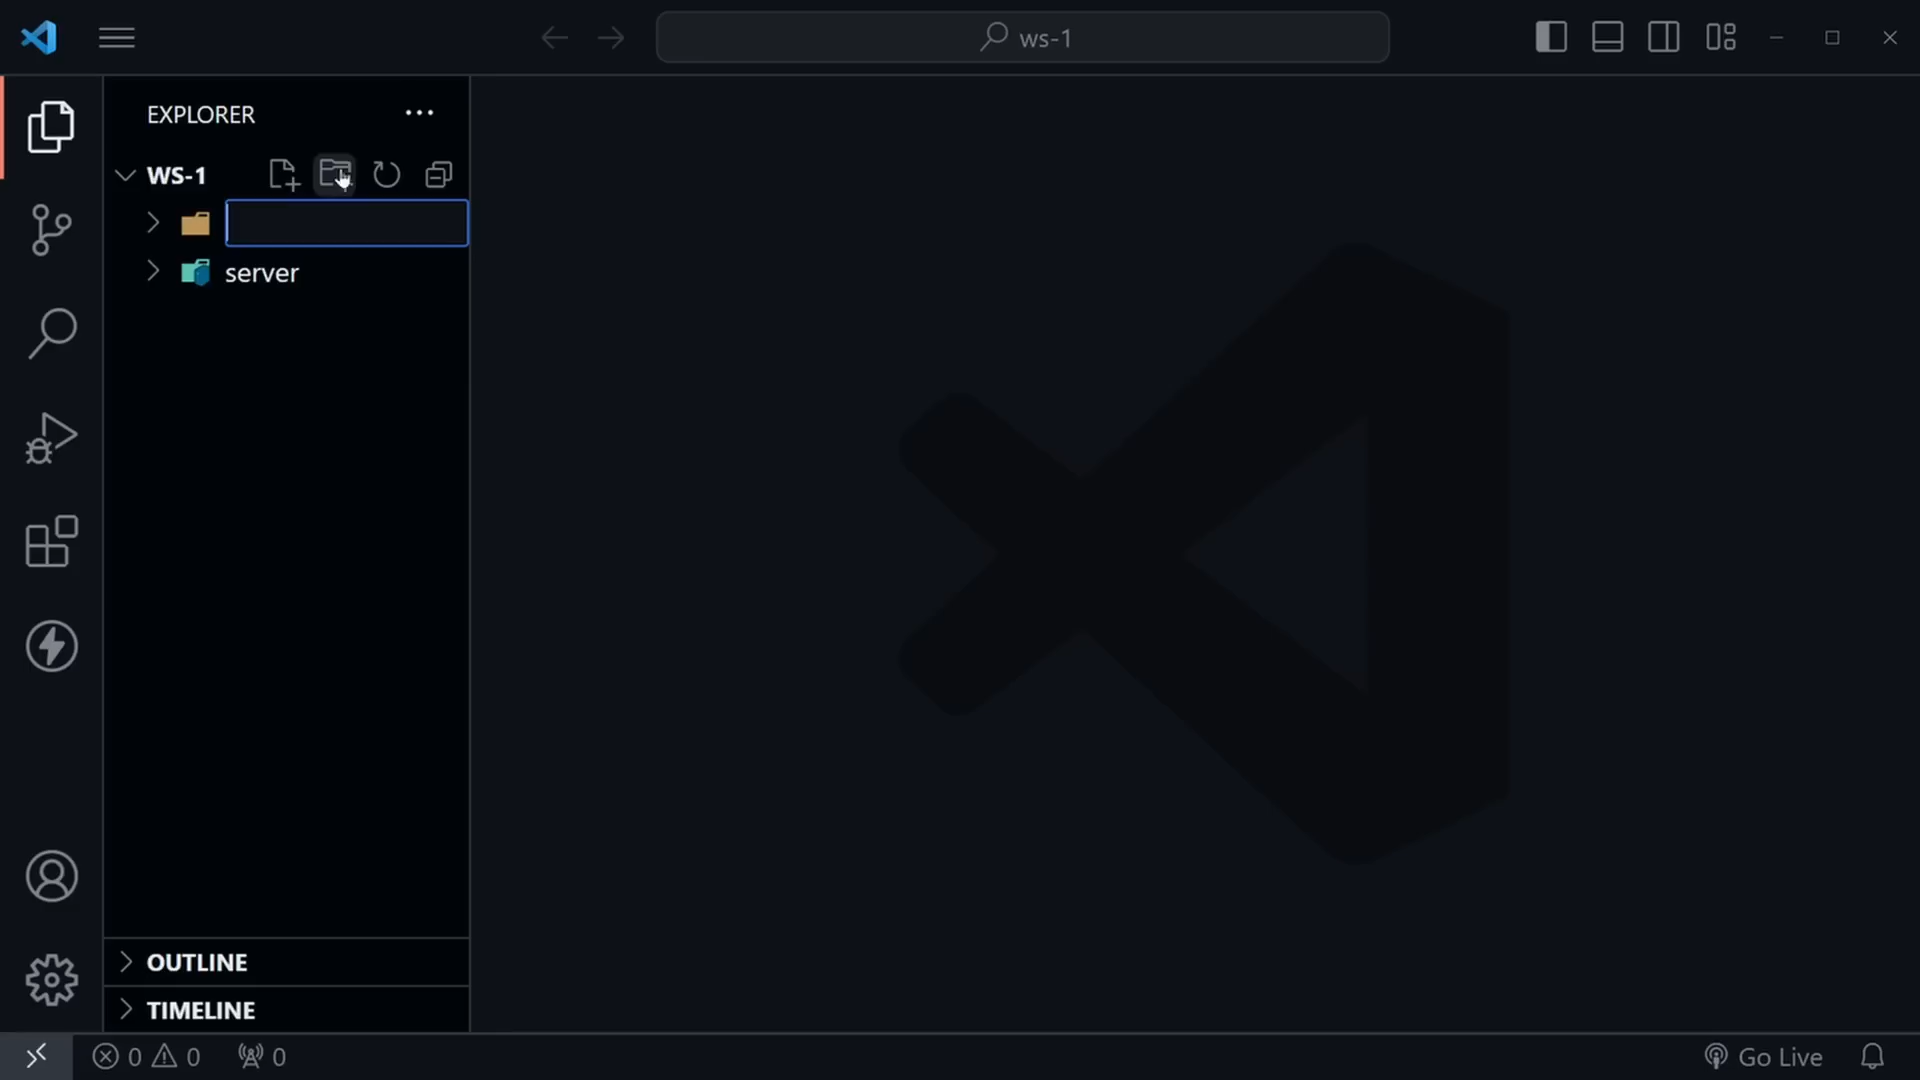 ws-1
EXPLORER
WS-1
server
OUTLINE
TIMELINE
0 0 0
Go Live